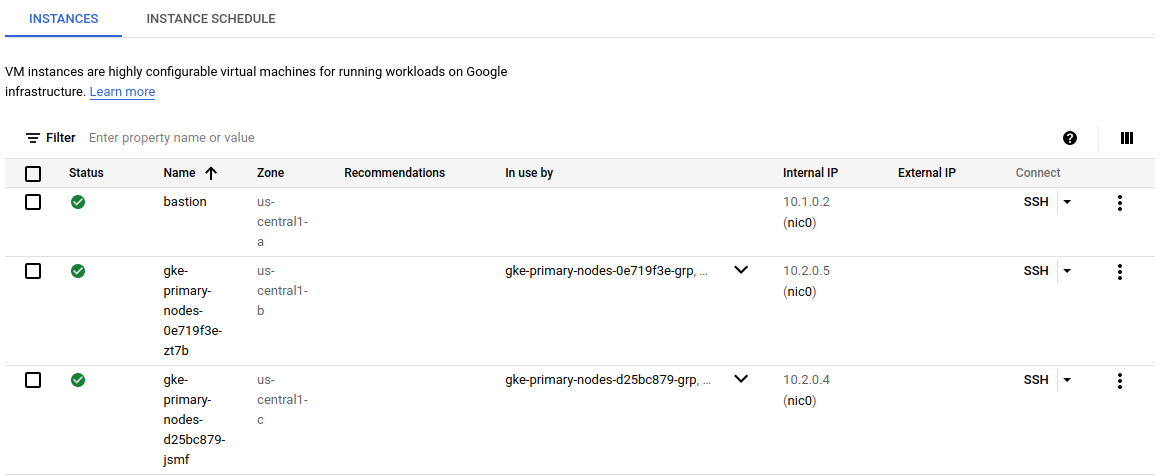 INSTANCES INSTANCE SCHEDULE
VM instances are highly configurable virtual machines for running workloads on Google
infrastructure. Learn more
Filter Enter property name or value
Status Name Zone Recommendations In use by Internal IP External IP Connect
bastion us- 10.1.0.2 SSH
central1- (nic0)
a
gke- us- gke-primary-nodes-0e719f3e-grp, ... 10.2.0.5 SSH
primary- central1- (nic0)
nodes- b
0e719f3e-
zt7b
gke- us- gke-primary-nodes-d25bc879-grp, ... 10.2.0.4 SSH
primary- central1- (nic0)
nodes- c
d25bc879-
jsmf